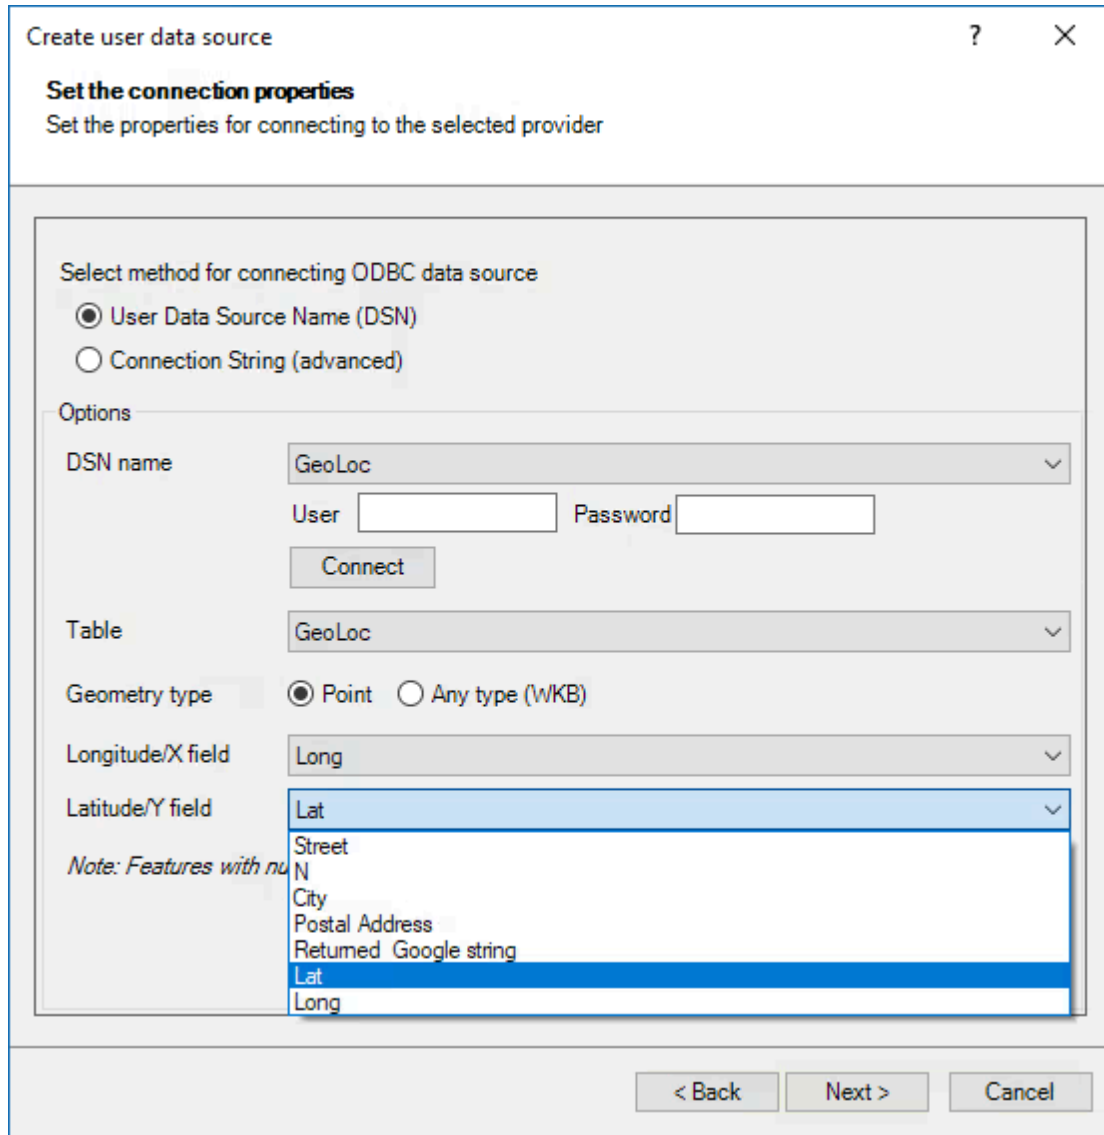 Create user data source
?
Set the connection properties
Set the properties for connecting to the selected provider
Select method for connecting ODBC data source
User Data Source Name (DSN)
Connection String (advanced)
Options
DSN name GeoLoc
User Password
Connect
Table GeoLoc
Geometry type Point Any type (WKB)
Longitude/X field Long
Latitude/Y field Lat
Street
Note: Features with
N
City
Postal Address
Returned  Google string
Lat
Long
< Back Next > Cancel